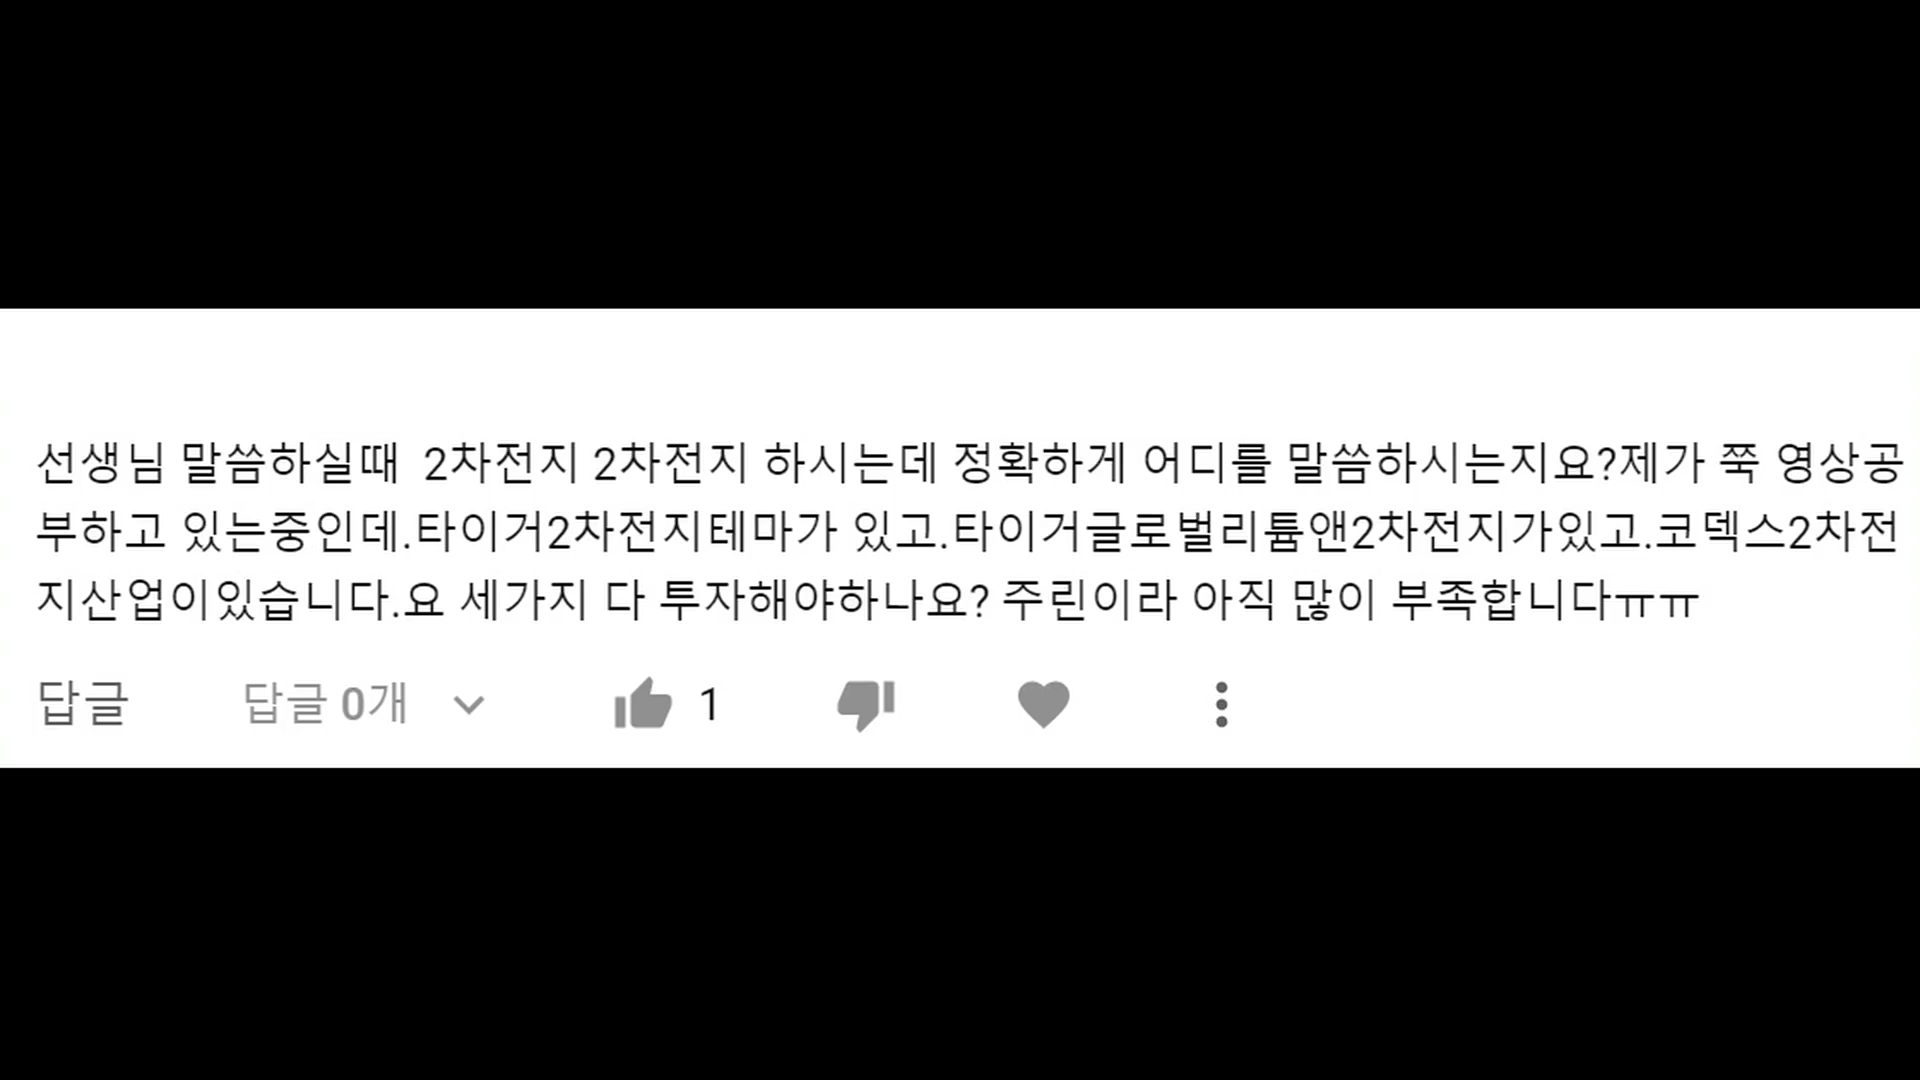 선생님 말씀하실때  2차전지 2차전지 하시는데 정확하게 어디를 말씀하시는지요?제가 쭉 영상공
부하고 있는중인데.타이거2차전지테마가 있고.타이거글로벌리튬앤2차전지가있고.코덱스2차전
지산업이있습니다.요 세가지 다 투자해야하나요? 주린이라 아직 많이 부족합니다ㅠㅠ
답글 답글 0개 1